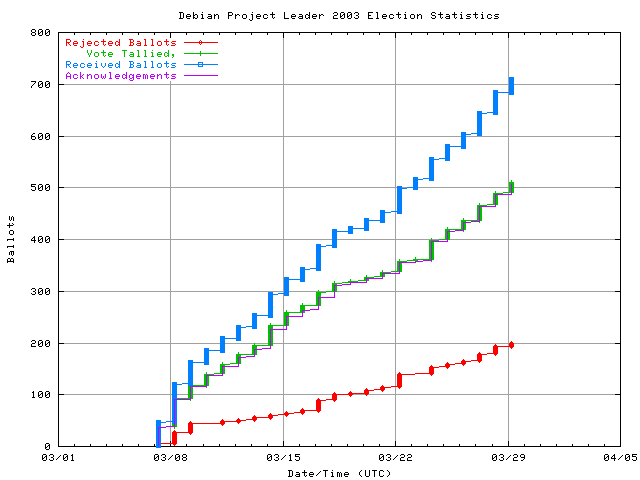 Debian Project Leader 2003 Election Statistics
800
700
600
500
400
300
200
100
0
Ballots
Rejected Ballots
Vote Tallied,
Received Ballots
Acknowledgements
03/01 03/08 03/15 03/22 03/29 04/05
Date/Time (UTC)